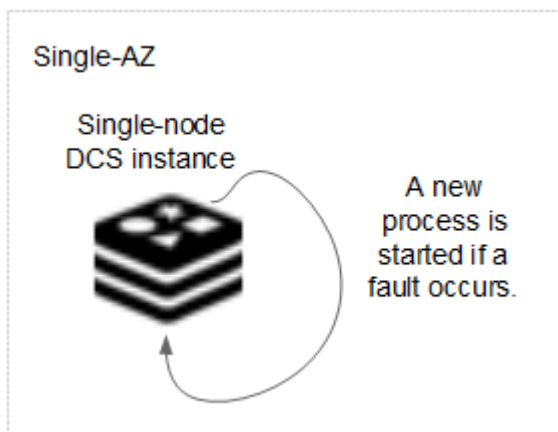 Single-AZ
Single-node
DCS instance
A new
process is
started if a
fault occurs.